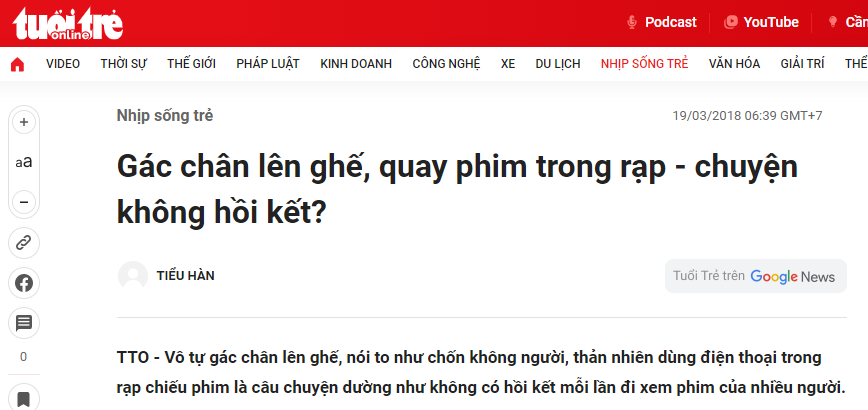 tuổi trẻ
online
Podcast
YouTube
VIDEO THỜI SỰ THẾ GIỚI PHÁP LUẬT KINH DOANH CÔNG NGHỆ XE DU LỊCH NHỊP SỐNG TRẺ VĂN HÓA GIẢI TRÍ
Nhịp sống trẻ 19/03/2018 06:39 GMT+7
+
aa
−
Gác chân lên ghế, quay phim trong rạp - chuyện
không hồi kết?
TIỂU HÀN
Tuổi Trẻ trên Google News
0
TTO - Vô tự gác chân lên ghế, nói to như chốn không người, thản nhiên dùng điện thoại trong
rạp chiếu phim là câu chuyện dường như không có hồi kết mỗi lần đi xem phim của nhiều người.